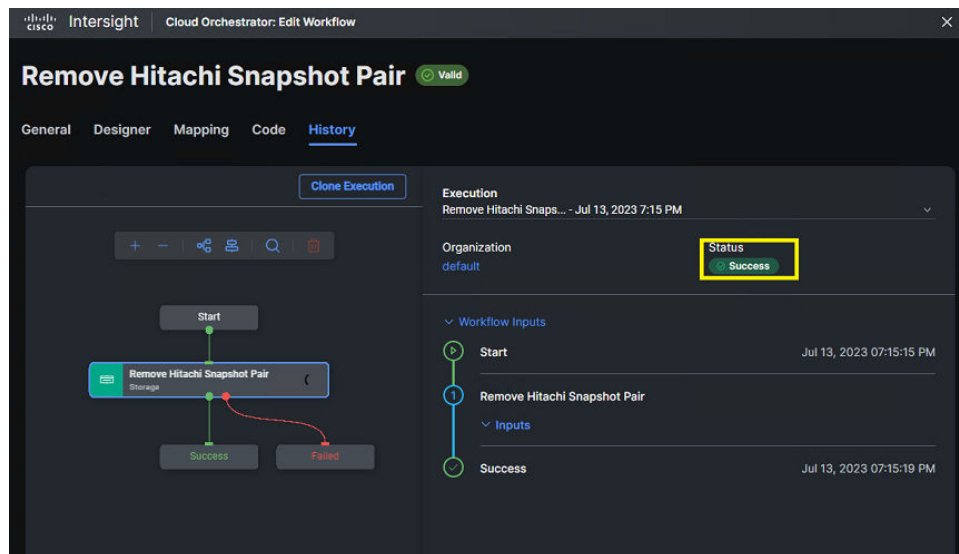 cisco Intersight Cloud Orchestrator: Edit Workflow
Remove Hitachi Snapshot Pair Valid
General Designer Mapping Code History
Clone Execution
Start
Remove Hitachi Snapshot Pair
Storage
Success Failed
Execution
Remove Hitachi Snaps... - Jul 13, 2023 7:15 PM
Organization Status
default Success
Workflow Inputs
Start Jul 13, 2023 07:15:15 PM
1 Remove Hitachi Snapshot Pair
Inputs
Success Jul 13, 2023 07:15:19 PM